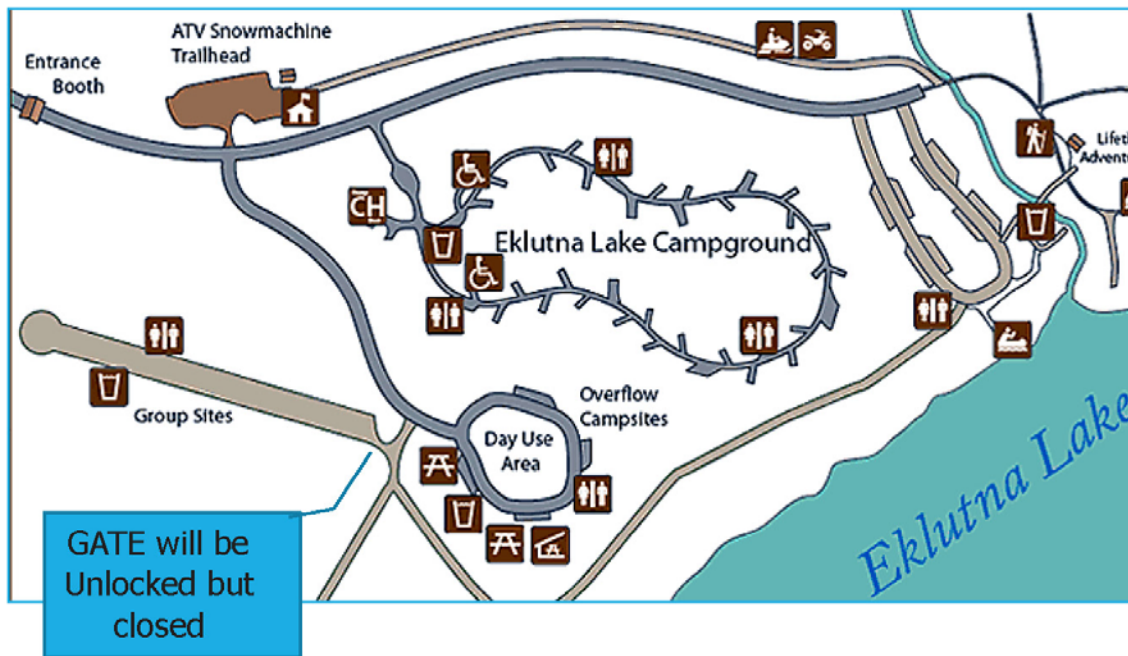 ATV Snowmachine
Trailhead
Entrance
Booth
CH
Eklutna Lake Campground
Group Sites
Overflow
Campsites
Day Use
Area
Eklutna Lake
GATE will be
Unlocked but
closed